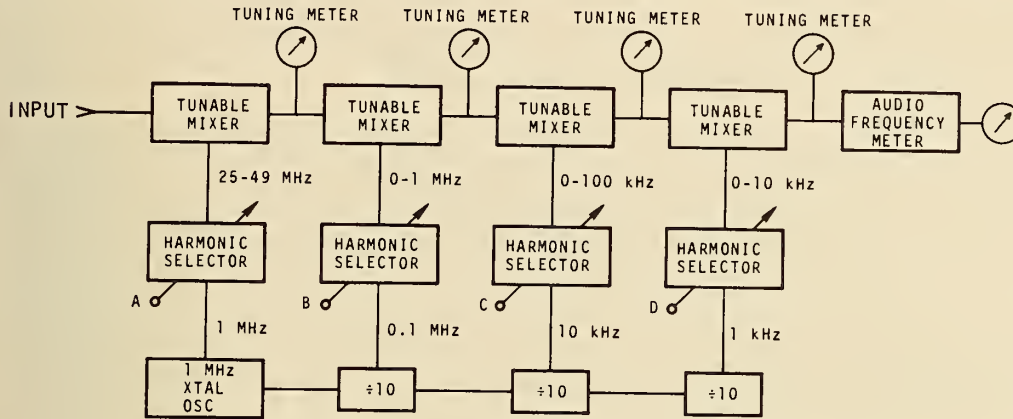 TUNING METER
TUNING METER
TUNING METER
TUNING METER
INPUT
TUNABLE
MIXER
TUNABLE
MIXER
TUNABLE
MIXER
TUNABLE
MIXER
AUDIO
FREQUENCY
METER
25-49 MHz
0-1 MHz
0-100 kHz
0-10 kHz
HARMONIC
SELECTOR
HARMONIC
SELECTOR
HARMONIC
SELECTOR
HARMONIC
SELECTOR
A
B
C
D
1 MHz
0.1 MHz
10 kHz
1 kHz
1 MHz
XTAL
OSC
÷10
÷10
÷10